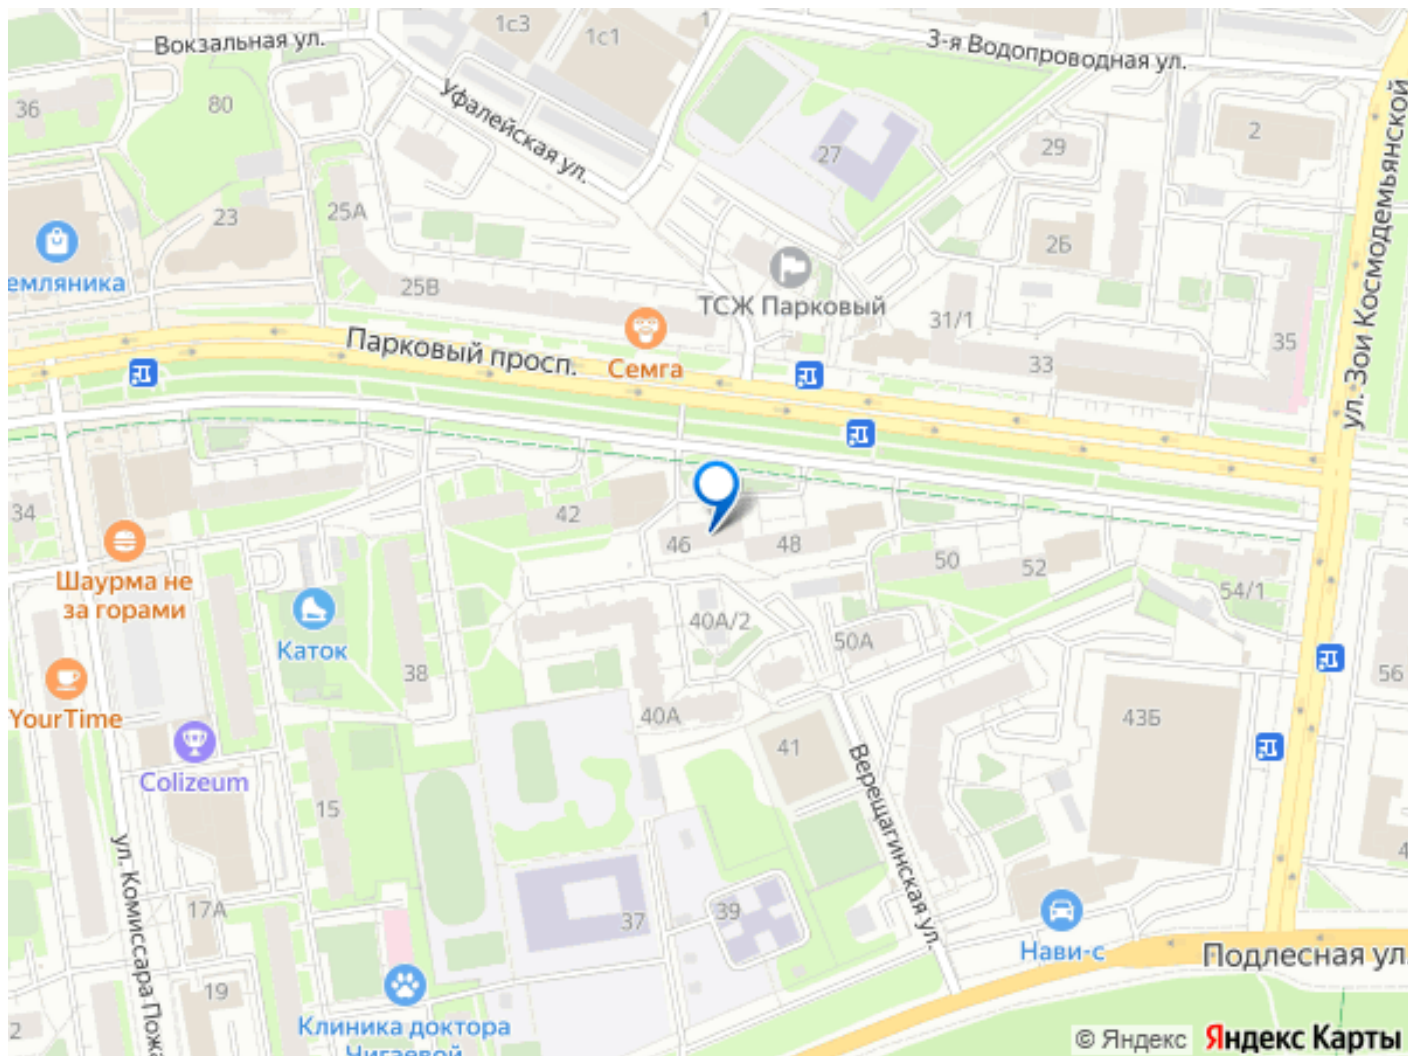 1с3
1с1
1
3-я Водопроводная ул.
Вокзальная ул.
36
80
Уфалейская ул.
27
29
2
ул. Зои Космодемьянской
23
25А
2Б
емляника
25В
ТСЖ Парковый
31/1
35
Парковый просп.
Семга
33
34
42
46
48
50
52
54/1
Шаурма не
за горами
Каток
40А/2
50А
38
56
YourTime
40А
43Б
41
Colizeum
15
Верещагинская ул.
ул. Комиссара Пожа
17А
37
39
4
Нави-с
Подлесная ул.
19
2
Клиника доктора
Чигаевой
© Яндекс Яндекс Карты